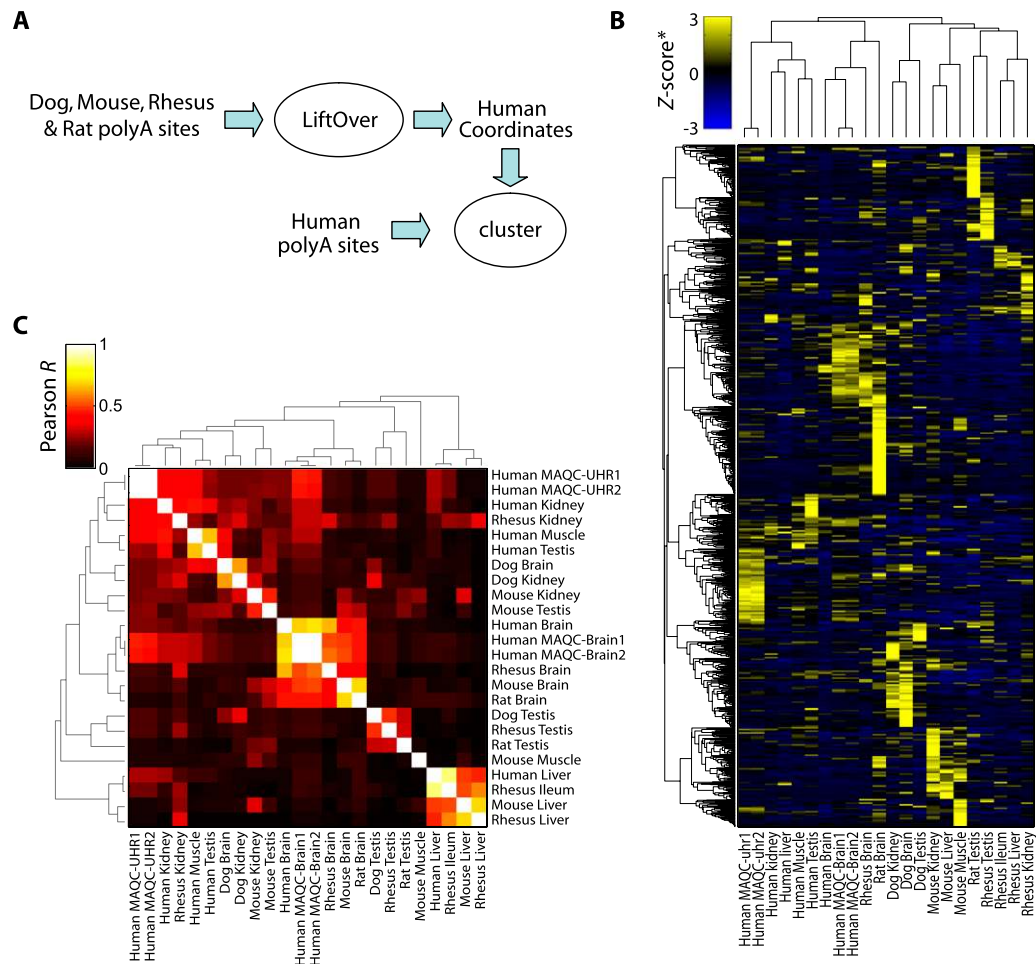 A
Dog, Mouse, Rhesus
& Rat polyA sites
LiftOver
Human
Coordinates
Human
polyA sites
cluster
B
Z-score*
3
0
-3
Human MAQC-uhr1
Human MAQC-uhr2
Human kidney
Human liver
Human Muscle
Human Testis
Human Brain
Human MAQC-Brain1
Human MAQC-Brain2
Rhesus Brain
Rat Brain
Dog Kidney
Dog Brain
Dog Testis
Mouse Kidney
Mouse Liver
Mouse Muscle
Rat Testis
Rhesus Testis
Rhesus Ileum
Rhesus Liver
Rhesus Kidney
C
Pearson R
1
0.5
0
Human MAQC-UHR1
Human MAQC-UHR2
Human Kidney
Rhesus Kidney
Human Muscle
Human Testis
Dog Brain
Dog Kidney
Mouse Kidney
Mouse Testis
Human Brain
Human MAQC-Brain1
Human MAQC-Brain2
Rhesus Brain
Mouse Brain
Rat Brain
Dog Testis
Rhesus Testis
Rat Testis
Mouse Muscle
Human Liver
Rhesus Ileum
Mouse Liver
Rhesus Liver
Human MAQC-UHR1
Human MAQC-UHR2
Human Kidney
Rhesus Kidney
Human Muscle
Human Testis
Dog Brain
Dog Kidney
Mouse Kidney
Mouse Testis
Human Brain
Human MAQC-Brain1
Human MAQC-Brain2
Rhesus Brain
Mouse Brain
Rat Brain
Dog Testis
Rhesus Testis
Rat Testis
Mouse Muscle
Human Liver
Rhesus Ileum
Mouse Liver
Rhesus Liver